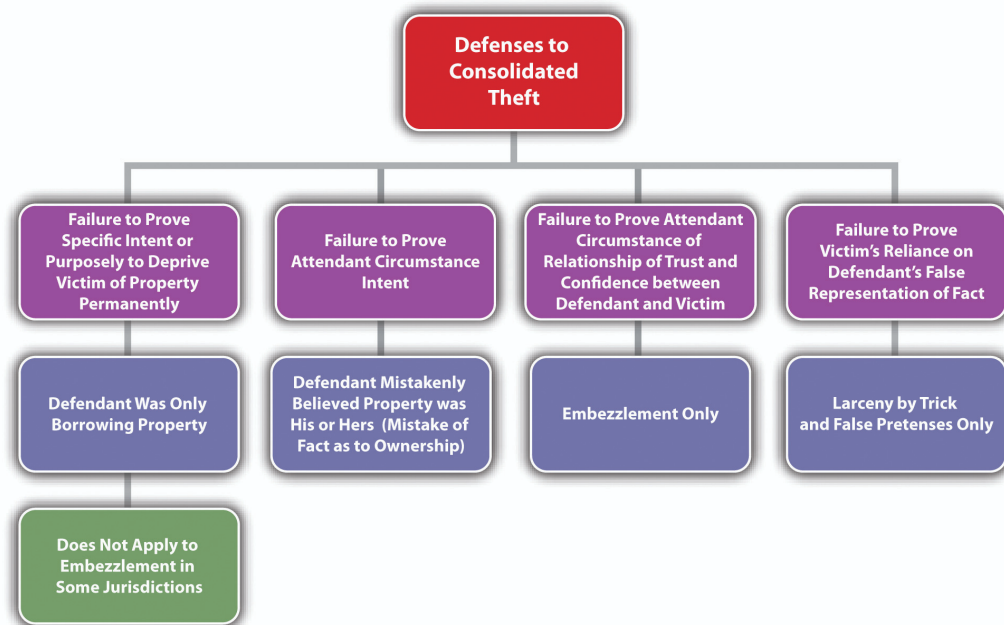 Defenses to
Consolidated
Theft
Failure to Prove
Specific Intent or
Purposely to Deprive
Victim of Property
Permanently
Failure to Prove
Attendant Circumstance
Intent
Failure to Prove Attendant
Circumstance of
Relationship of Trust and
Confidence between
Defendant and Victim
Failure to Prove
Victim's Reliance on
Defendant's False
Representation of Fact
Defendant Was Only
Borrowing Property
Defendant Mistakenly
Believed Property was
His or Hers (Mistake of
Fact as to Ownership)
Embezzlement Only
Larceny by Trick
and False Pretenses Only
Does Not Apply to
Embezzlement in
Some Jurisdictions